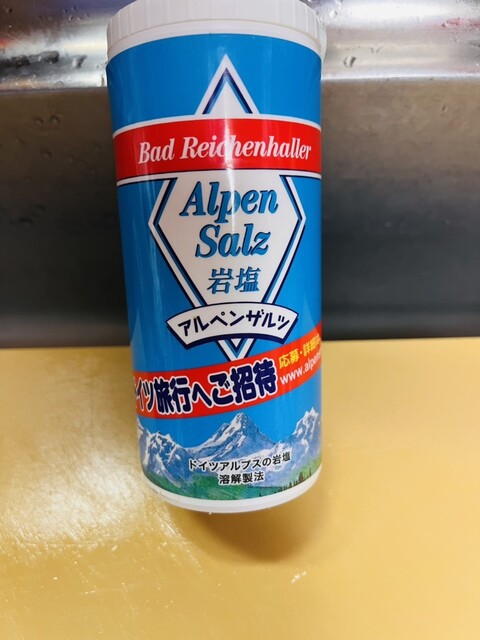 Bad Reichenhaller
Alpen
Salz
岩塩
アルペンザルツ
イツ旅行へご招待
応募・詳細
www.alpen
ドイツアルプスの岩塩
溶解製法